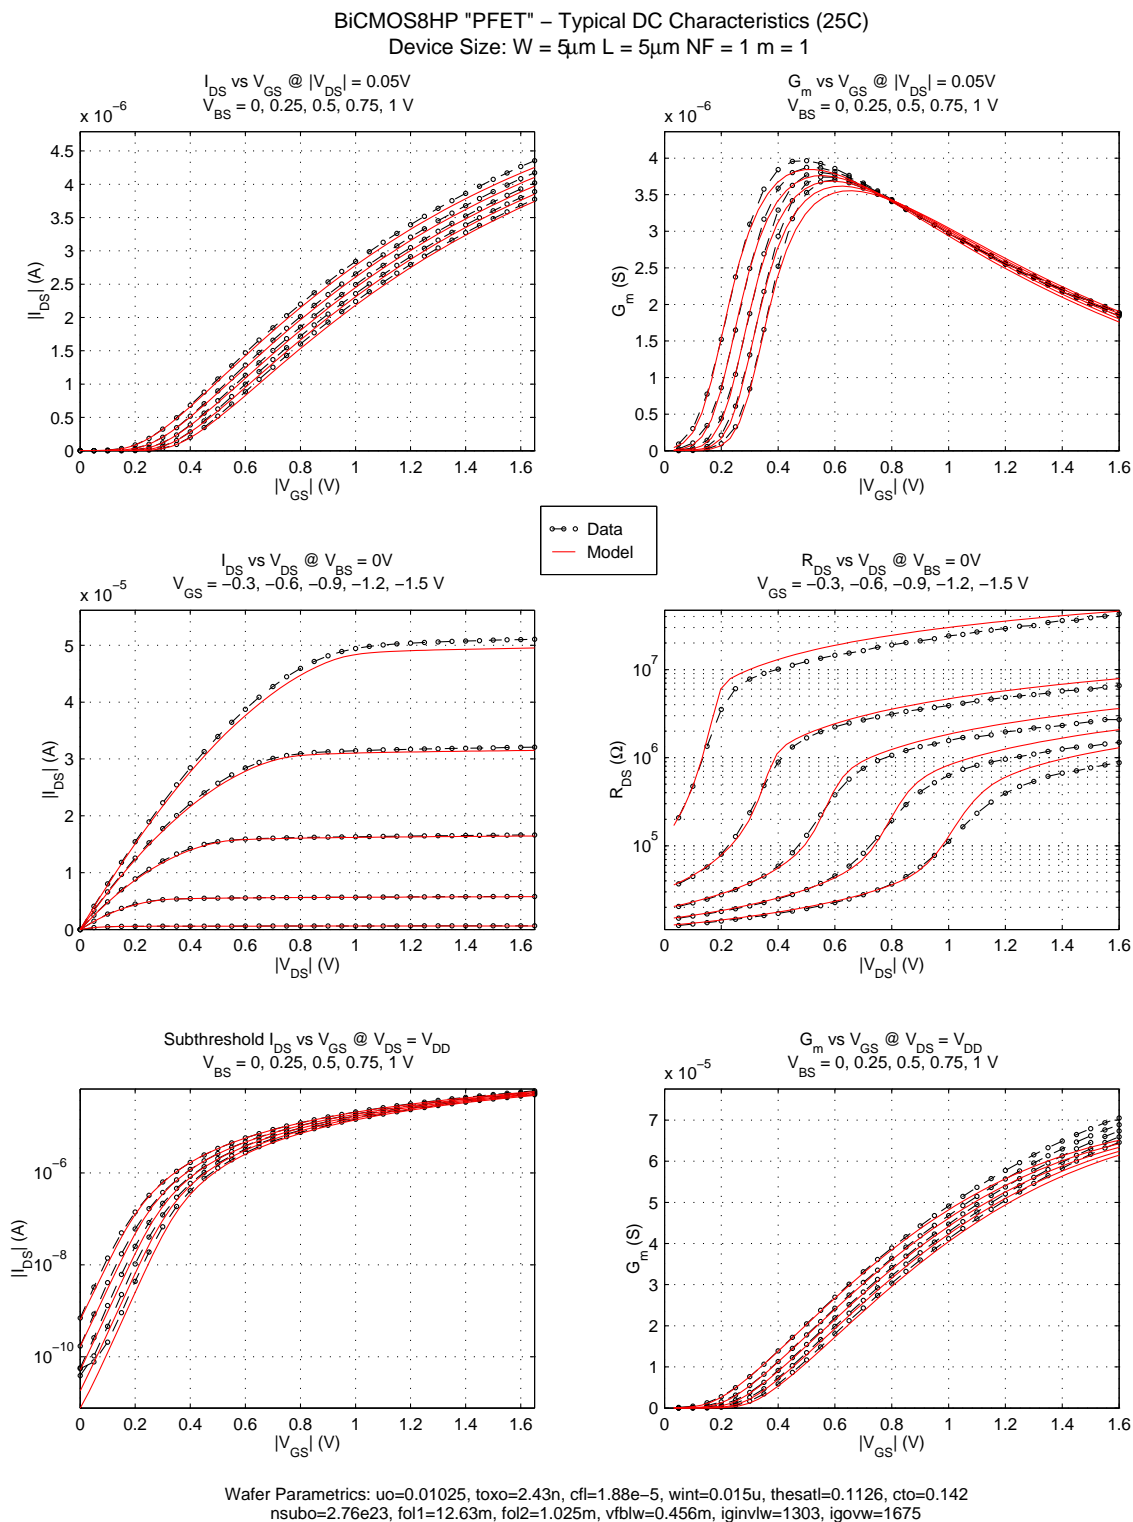 BiCMOS8HP "PFET" − Typical DC Characteristics (25C)
Device Size: W = 5μm L = 5μm NF = 1 m = 1
I_DS vs V_GS @ |V_DS| = 0.05V
V_BS = 0, 0.25, 0.5, 0.75, 1 V
x 10^−6
4.5
4
3.5
3
2.5
2
1.5
1
0.5
0
|I_DS| (A)
0 0.2 0.4 0.6 0.8 1 1.2 1.4 1.6
|V_GS| (V)
G_m vs V_GS @ |V_DS| = 0.05V
V_BS = 0, 0.25, 0.5, 0.75, 1 V
x 10^−6
4
3.5
3
2.5
2
1.5
1
0.5
0
G_m (S)
0 0.2 0.4 0.6 0.8 1 1.2 1.4 1.6
|V_GS| (V)
Data
Model
I_DS vs V_DS @ V_BS = 0V
V_GS = −0.3, −0.6, −0.9, −1.2, −1.5 V
x 10^−5
5
4
3
2
1
0
|I_DS| (A)
0 0.2 0.4 0.6 0.8 1 1.2 1.4 1.6
|V_DS| (V)
R_DS vs V_DS @ V_BS = 0V
V_GS = −0.3, −0.6, −0.9, −1.2, −1.5 V
10^7
10^6
10^5
R_DS (Ω)
0 0.2 0.4 0.6 0.8 1 1.2 1.4 1.6
|V_DS| (V)
Subthreshold I_DS vs V_GS @ V_DS = V_DD
V_BS = 0, 0.25, 0.5, 0.75, 1 V
10^−6
10^−8
10^−10
|I_DS| (A)
0 0.2 0.4 0.6 0.8 1 1.2 1.4 1.6
|V_GS| (V)
G_m vs V_GS @ V_DS = V_DD
V_BS = 0, 0.25, 0.5, 0.75, 1 V
x 10^−5
7
6
5
4
3
2
1
0
G_m (S)
0 0.2 0.4 0.6 0.8 1 1.2 1.4 1.6
|V_GS| (V)
Wafer Parametrics: uo=0.01025, toxo=2.43n, cfl=1.88e−5, wint=0.015u, thesatl=0.1126, cto=0.142
nsubo=2.76e23, fol1=12.63m, fol2=1.025m, vfblw=0.456m, iginvlw=1303, igovw=1675